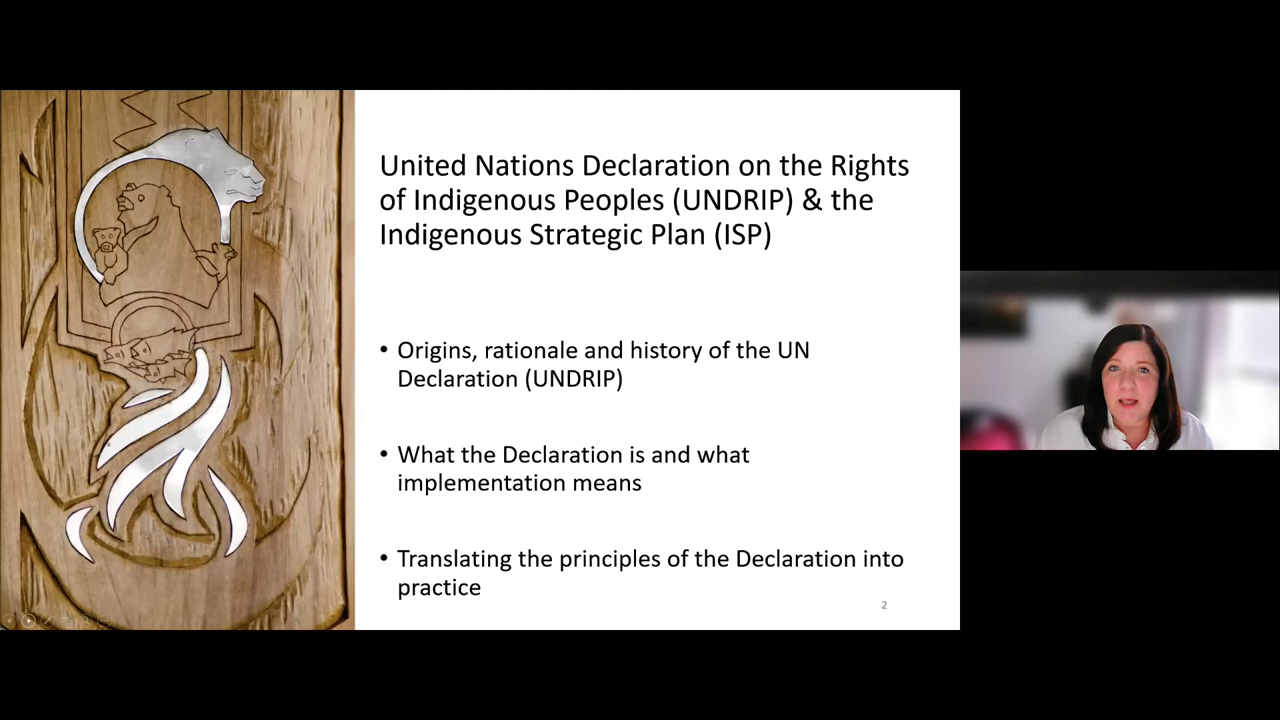 United Nations Declaration on the Rights
of Indigenous Peoples (UNDRIP) & the
Indigenous Strategic Plan (ISP)
• Origins, rationale and history of the UN
Declaration (UNDRIP)
• What the Declaration is and what
implementation means
• Translating the principles of the Declaration into
practice
2